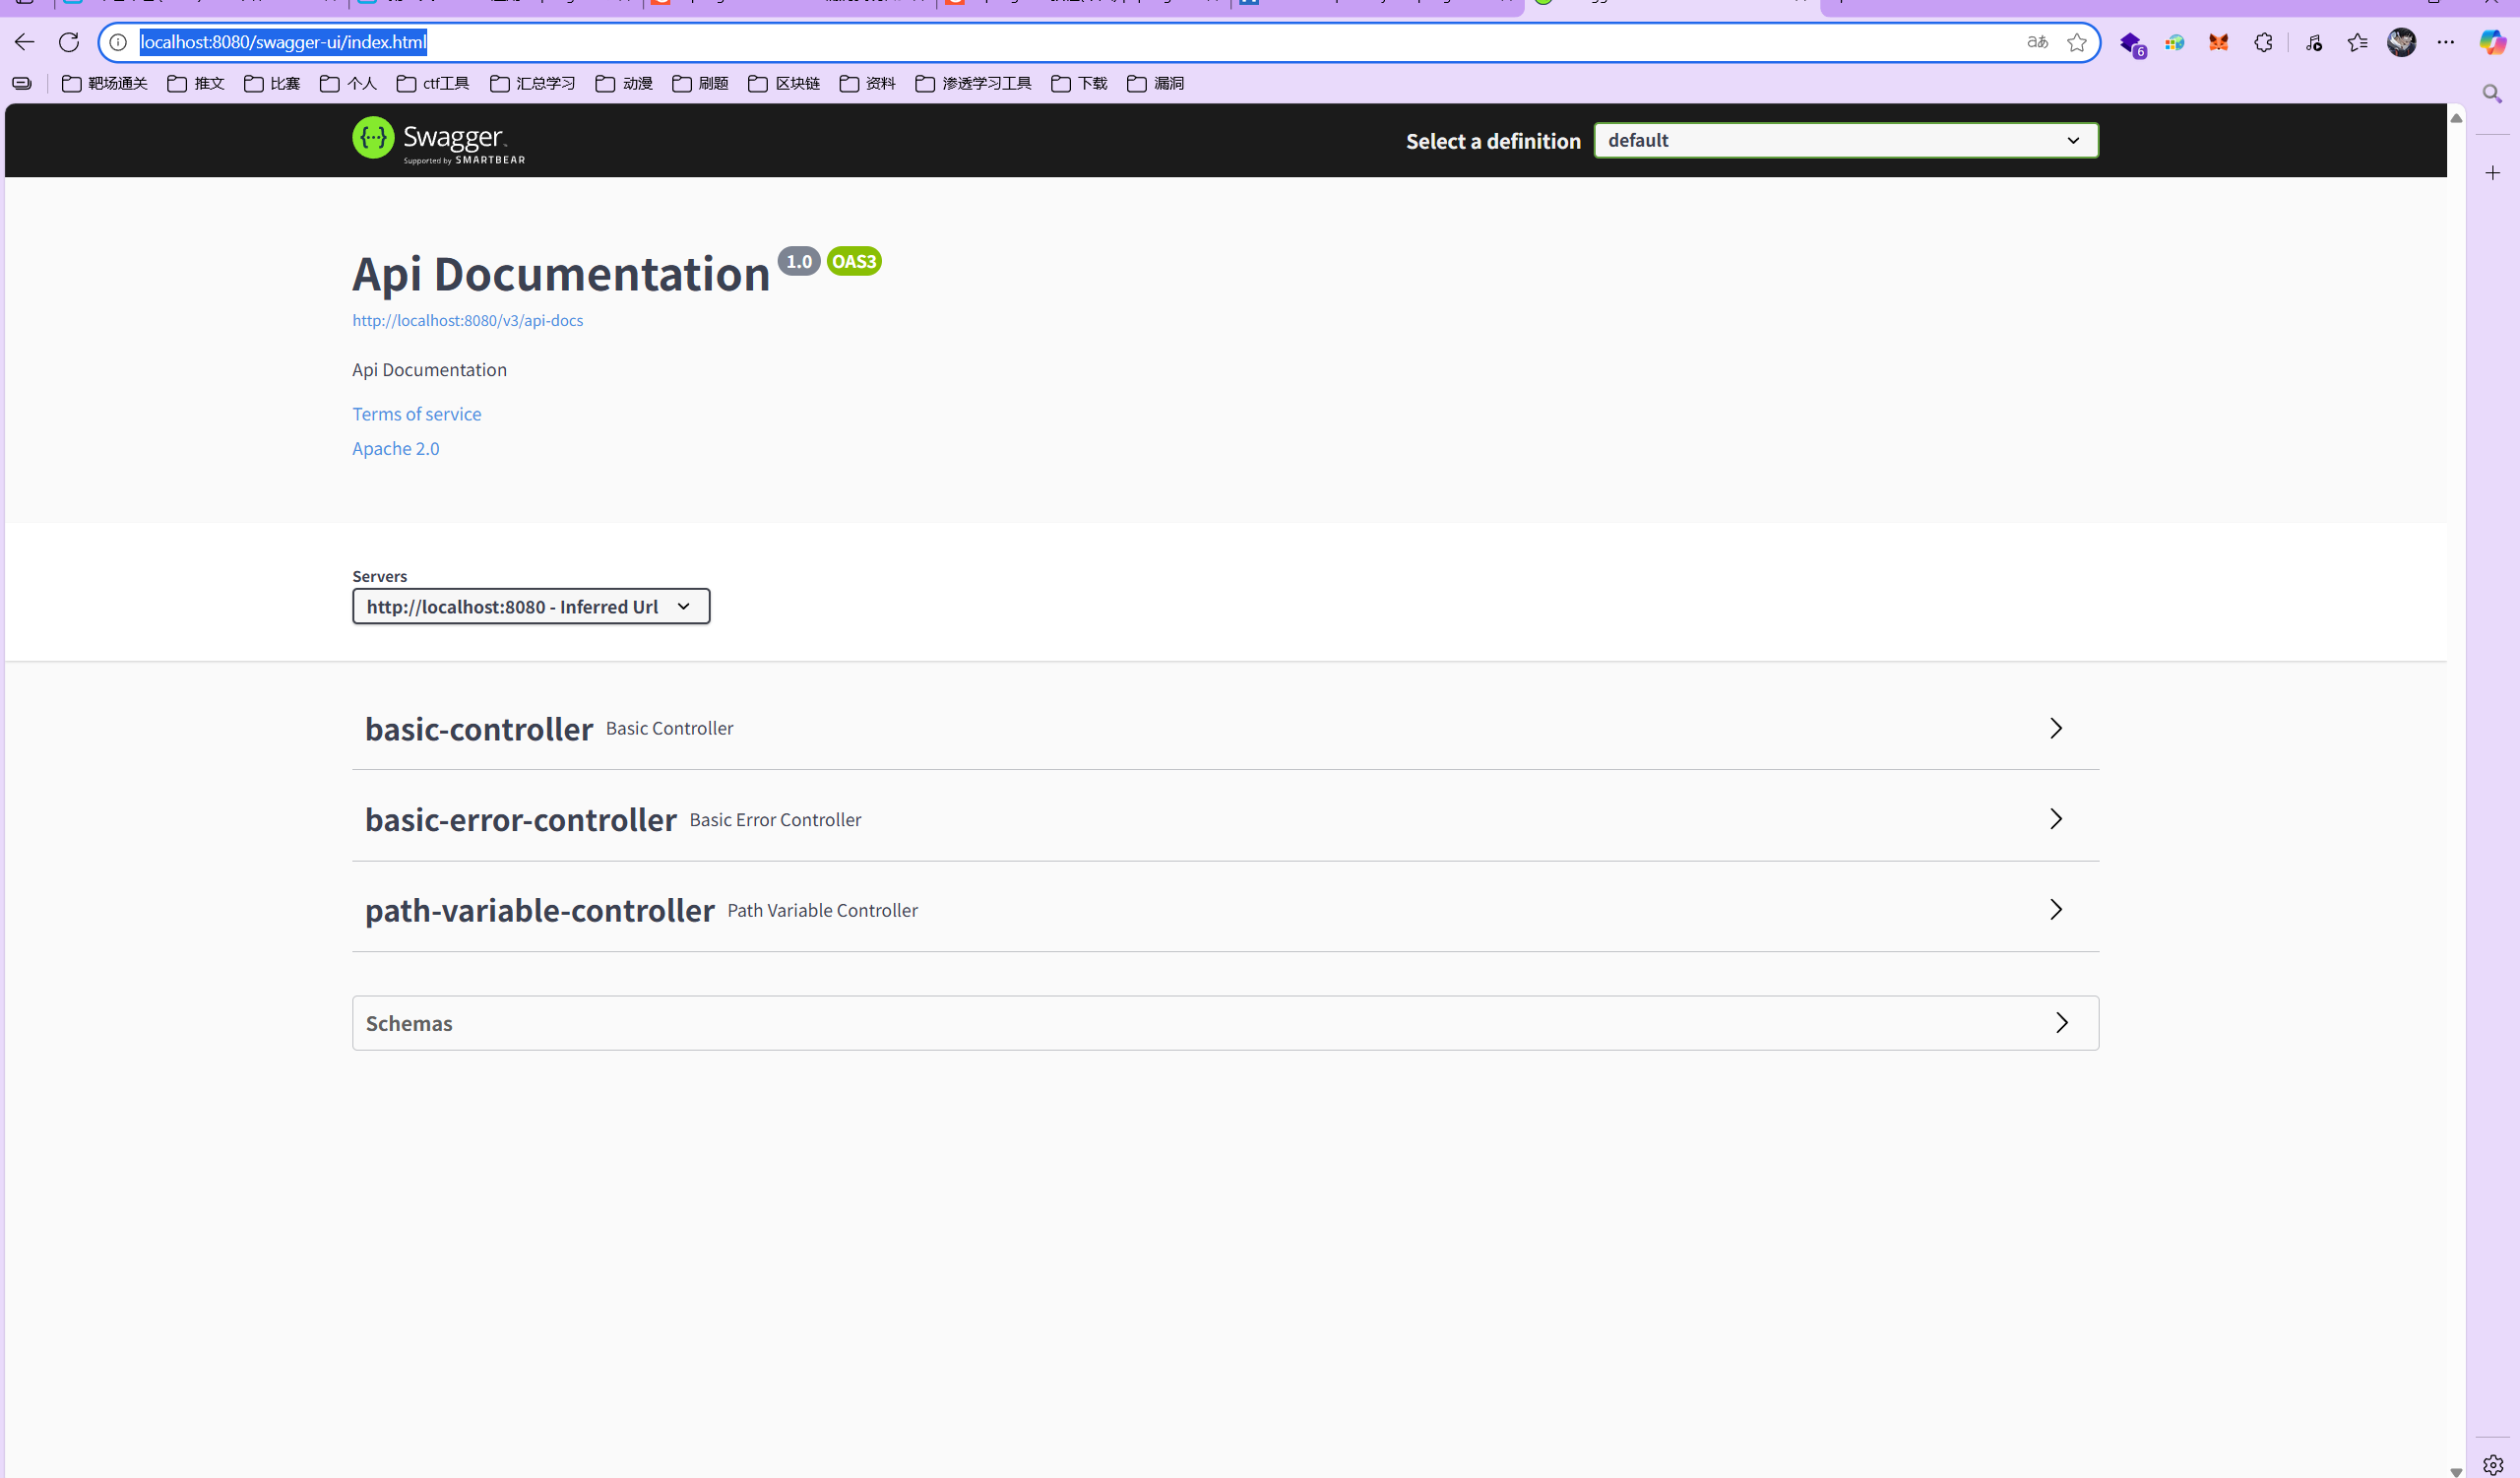 localhost:8080/swagger-ui/index.html
aあ
6
靶场通关 推文 比赛 个人 ctf工具 汇总学习 动漫 刷题 区块链 资料 渗透学习工具 下载 漏洞
{···} Swagger
Supported by SMARTBEAR
Select a definition default
Api Documentation 1.0 OAS3
http://localhost:8080/v3/api-docs
Api Documentation
Terms of service
Apache 2.0
Servers
http://localhost:8080 - Inferred Url
basic-controller Basic Controller
basic-error-controller Basic Error Controller
path-variable-controller Path Variable Controller
Schemas